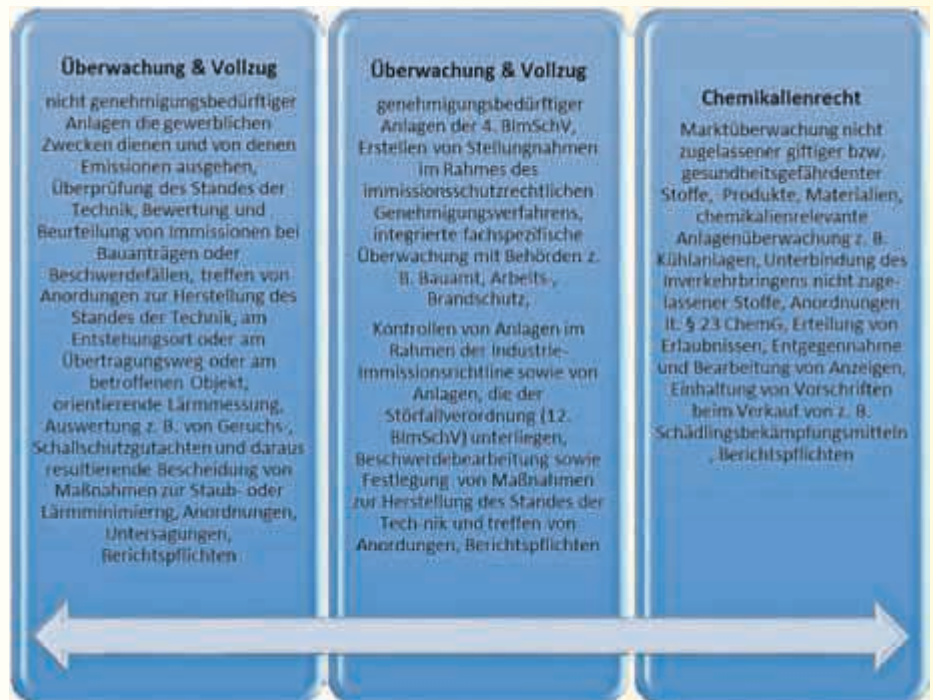 Überwachung & Vollzug
nicht genehmigungsbedürftiger
Anlagen die gewerblichen
Zwecken dienen und von denen
Emissionen ausgehen,
Überprüfung des Standes der
Technik, Bewertung und
Beurteilung von Immissionen bei
Bauanträgen oder
Beschwerdefällen, treffen von
Anordungen zur Herstellung des
Standes der Technik, am
Entstehungsort oder am
Übertragungsweg oder am
betroffenen Objekt,
orientierende Lärmmessung,
Auswertung z. B. von Geruchs-,
Schallschutzgutachten und daraus
resultierende Bescheidung von
Maßnahmen zur Staub- oder
Lärmminimierng, Anordnungen,
Untersagungen,
Berichtspflichten
Überwachung & Vollzug
genehmigungsbedürftiger
Anlagen der 4. BImSchV,
Erstellen von Stellungnahmen
im Rahmes des
immissionsschutzrechtlichen
Genehmigungsverfahrens,
integrierte fachspezifische
Überwachung mit Behörden z.
B. Bauamt, Arbeits-,
Brandschutz,
Kontrollen von Anlagen im
Rahmen der Industrie-
Immissionsrichtline sowie von
Anlagen, die der
Störfallverordnung (12.
BImSchV) unterliegen,
Beschwerdebearbeitung sowie
Festlegung von Maßnahmen
zur Herstellung des Standes der
Tech-nik und treffen von
Anordungen, Berichtspflichten
Chemikalienrecht
Marktüberwachung nicht
zugelassener giftiger bzw.
gesundheitsgefährdenter
Stoffe, Produkte, Materialien,
chemikalienrelevante
Anlagenüberwachung z. B.
Kühlanlagen, Unterbindung des
Inverkehrbringens nicht zuge-
lassener Stoffe, Anordnungen
lt. § 23 ChemG, Erteilung von
Erlaubnissen, Entgegennahme
und Bearbeitung von Anzeigen,
Einhaltung von Vorschriften
beim Verkauf von z. B.
Schädlingsbekämpfungsmitteln
, Berichtspflichten